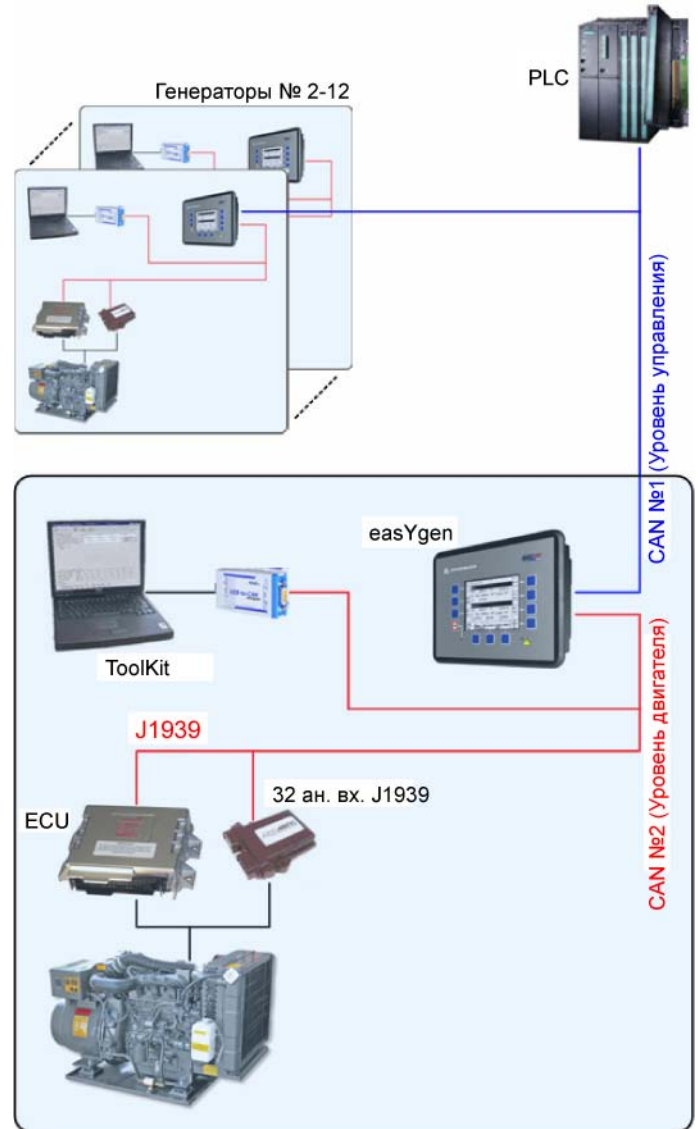 PLC
Генераторы № 2-12
CAN №1 (Уровень управления)
easYgen
ToolKit
J1939
32 ан. вх. J1939
ECU
CAN №2 (Уровень двигателя)